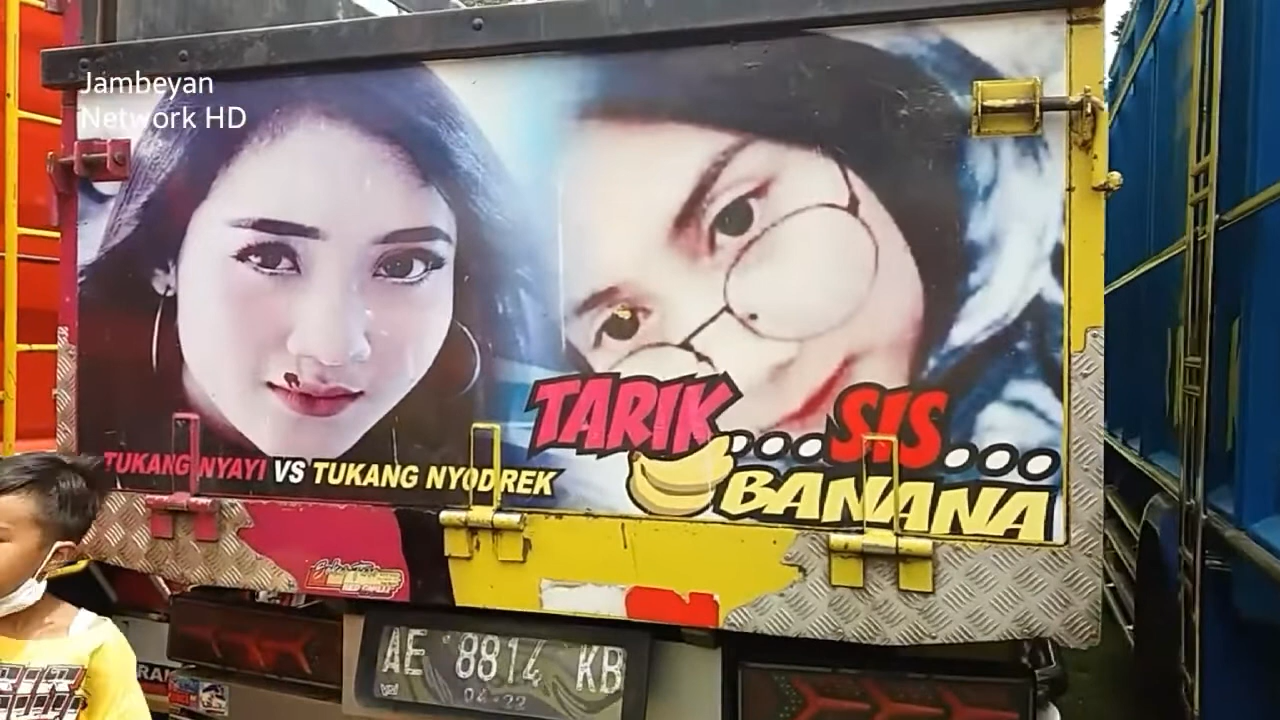 Jambeyan
Network HD
TARIK...SIS...
BANANA
TUKANG NYAYI VS TUKANG NYODREK
AE 8814 KB
04·22